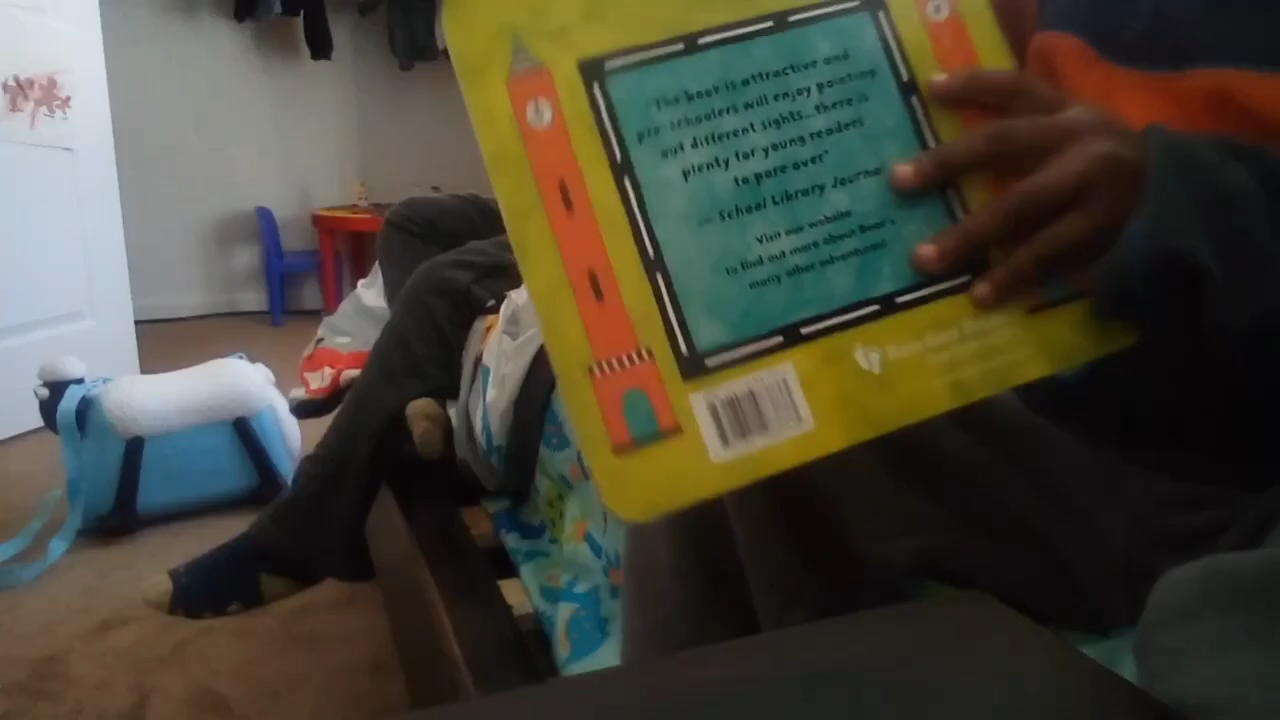 "The book is attractive and
pre-schoolers will enjoy pointing
out different sights...there is
plenty for young readers
to pore over"
– School Library Journal
Visit our website
to find out more about Bear's
many other adventures!